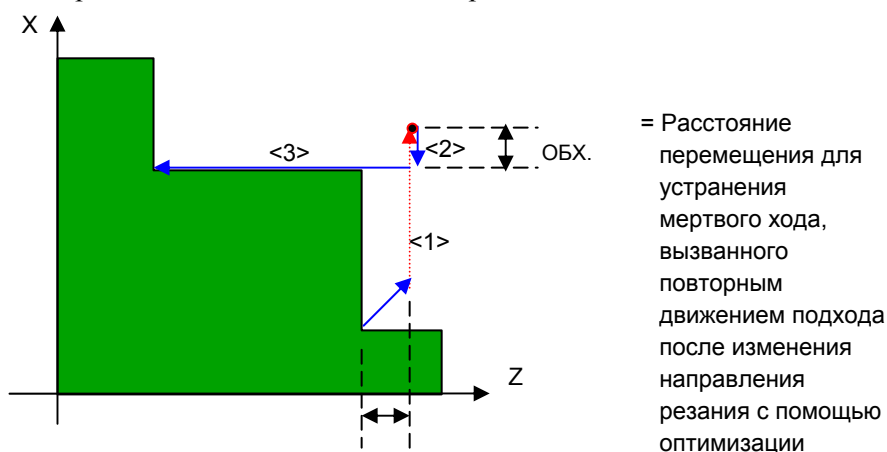 X
<3>
<2>
ОБХ.
<1>
Z
= Расстояние
перемещения для
устранения
мертвого хода,
вызванного
повторным
движением подхода
после изменения
направления
резания с помощью
оптимизации